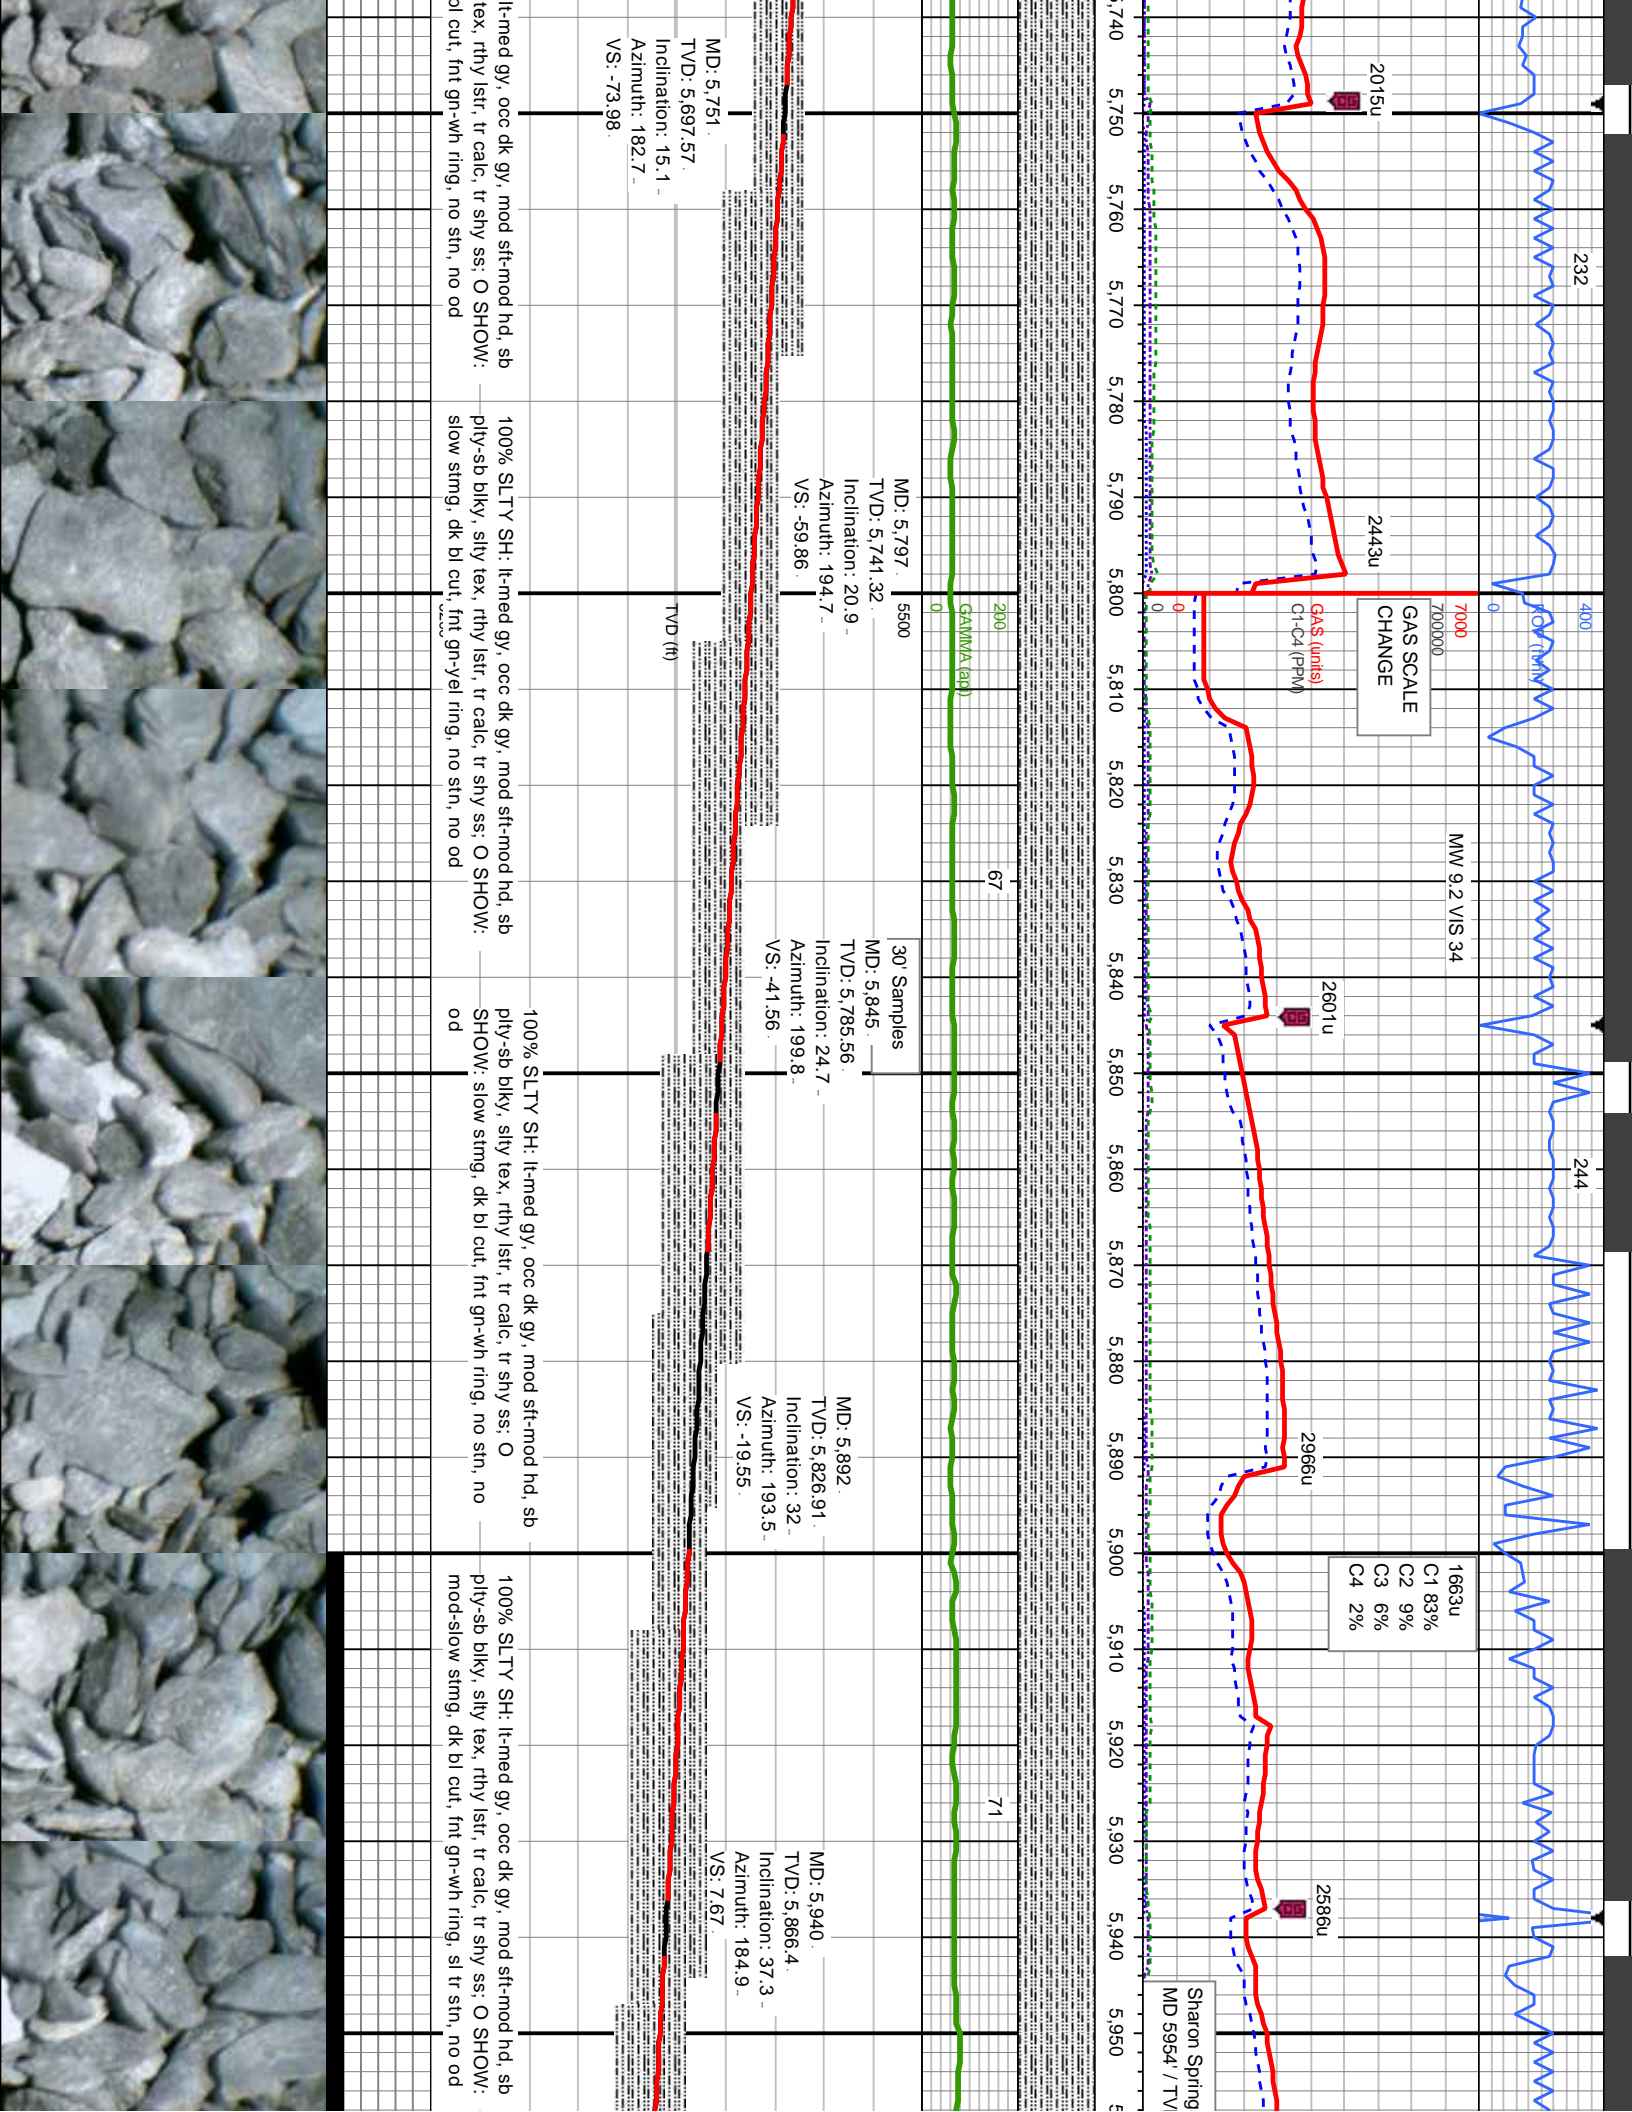 5,740
5,750
5,760
5,770
5,780
5,790
5,800
5,810
5,820
5,830
5,840
5,850
5,860
5,870
5,880
5,890
5,900
5,910
5,920
5,930
5,940
5,950
232
244
400
0
2015u
2443u
7000
700000
GAS SCALE
CHANGE
GAS (units)
C1-C4 (PPM)
0
0
MW 9.2 VIS 34
2601u
2966u
1663u
C1 83%
C2 9%
C3 6%
C4 2%
2586u
Sharon Spring
MD 5954' / TV
200
GAMMA (api)
0
67
71
MD: 5,751
TVD: 5,697.57
Inclination: 15.1
Azimuth: 182.7
VS: -73.98
MD: 5,797
TVD: 5,741.32
Inclination: 20.9
Azimuth: 194.7
VS: -59.86
5500
TVD (ft)
30' Samples
MD: 5,845
TVD: 5,785.56
Inclination: 24.7
Azimuth: 199.8
VS: -41.56
MD: 5,892
TVD: 5,826.91
Inclination: 32
Azimuth: 193.5
VS: -19.55
MD: 5,940
TVD: 5,866.4
Inclination: 37.3
Azimuth: 184.9
VS: 7.67
lt-med gy, occ dk gy, mod sft-mod hd, sb
tex, rthy lstr, tr calc, tr shy ss; O SHOW:
bl cut, fnt gn-wh ring, no stn, no od
100% SLTY SH: lt-med gy, occ dk gy, mod sft-mod hd, sb
plty-sb blky, slty tex, rthy lstr, tr calc, tr shy ss; O SHOW:
slow stmg, dk bl cut, fnt gn-yel ring, no stn, no od
100% SLTY SH: lt-med gy, occ dk gy, mod sft-mod hd, sb
plty-sb blky, slty tex, rthy lstr, tr calc, tr shy ss; O
SHOW: slow stmg, dk bl cut, fnt gn-wh ring, no stn, no
od
100% SLTY SH: lt-med gy, occ dk gy, mod sft-mod hd, sb
plty-sb blky, slty tex, rthy lstr, tr calc, tr shy ss; O SHOW:
mod-slow stmg, dk bl cut, fnt gn-wh ring, sl tr stn, no od